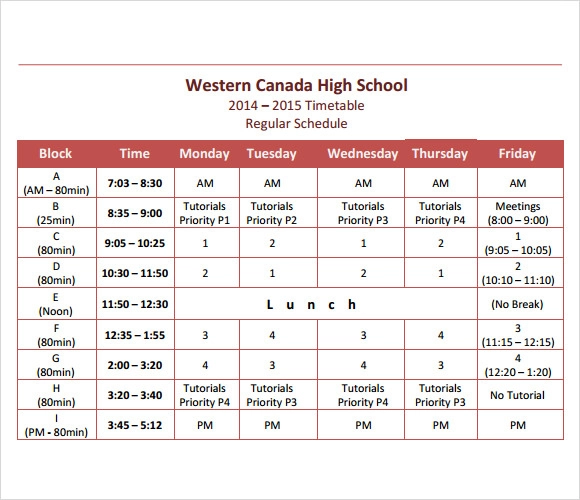 Western Canada High School
2014 – 2015 Timetable
Regular Schedule
Block Time Monday Tuesday Wednesday Thursday Friday
A
(AM – 80min) 7:03 – 8:30 AM AM AM AM AM
B
(25min) 8:35 – 9:00 Tutorials Priority P1 Tutorials Priority P2 Tutorials Priority P3 Tutorials Priority P4 Meetings (8:00 – 9:00)
C
(80min) 9:05 – 10:25 1 2 1 2 1 (9:05 – 10:05)
D
(80min) 10:30 – 11:50 2 1 2 1 2 (10:10 – 11:10)
E
(Noon) 11:50 – 12:30 L u n c h (No Break)
F
(80min) 12:35 – 1:55 3 4 3 4 3 (11:15 – 12:15)
G
(80min) 2:00 – 3:20 4 3 4 3 4 (12:20 – 1:20)
H
(80min) 3:20 – 3:40 Tutorials Priority P4 Tutorials Priority P3 Tutorials Priority P4 Tutorials Priority P3 No Tutorial
I
(PM - 80min) 3:45 – 5:12 PM PM PM PM PM